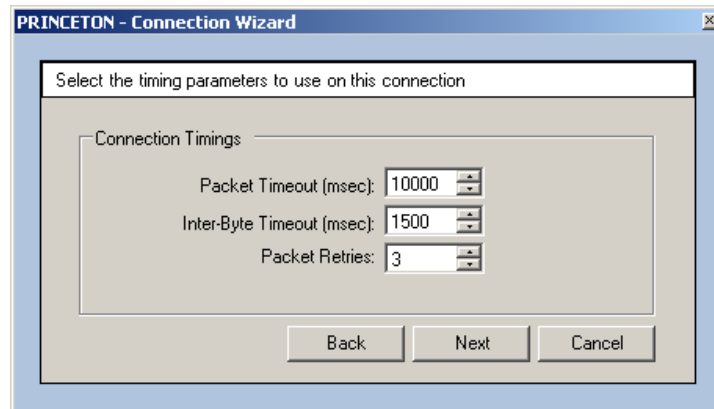 PRINCETON - Connection Wizard
Select the timing parameters to use on this connection
Connection Timings
Packet Timeout (msec): 10000
Inter-Byte Timeout (msec): 1500
Packet Retries: 3
Back Next Cancel